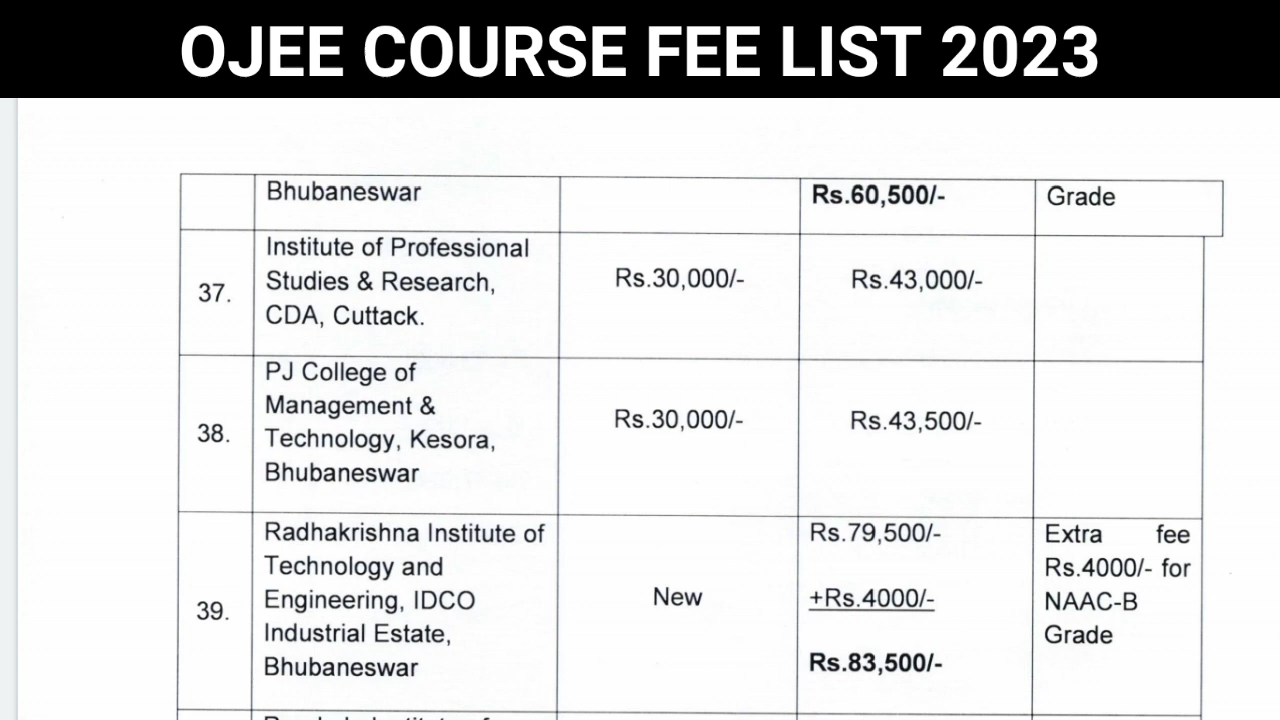 OJEE COURSE FEE LIST 2023
Bhubaneswar
Rs.60,500/-
Grade
37.
Institute of Professional
Studies & Research,
CDA, Cuttack.
Rs.30,000/-
Rs.43,000/-
38.
PJ College of
Management &
Technology, Kesora,
Bhubaneswar
Rs.30,000/-
Rs.43,500/-
39.
Radhakrishna Institute of
Technology and
Engineering, IDCO
Industrial Estate,
Bhubaneswar
New
Rs.79,500/-
+Rs.4000/-
Rs.83,500/-
Extra fee
Rs.4000/- for
NAAC-B
Grade